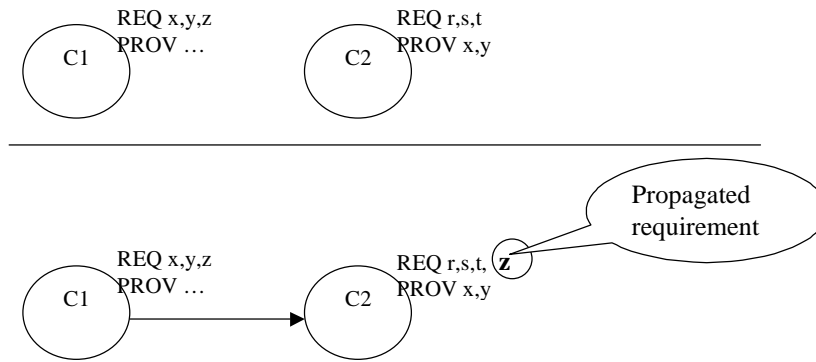 REQ x,y,z
PROV …
C1
REQ r,s,t
PROV x,y
C2
Propagated
requirement
REQ x,y,z
PROV …
C1
REQ r,s,t, z
PROV x,y
C2